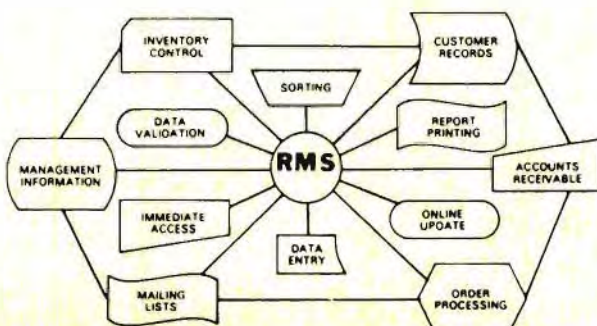 INVENTORY
CONTROL
CUSTOMER
RECORDS
SORTING
DATA
VALIDATION
REPORT
PRINTING
RMS
MANAGEMENT
INFORMATION
ACCOUNTS
RECEIVABLE
IMMEDIATE
ACCESS
ONLINE
UPDATE
DATA
ENTRY
MAILING
LISTS
ORDER
PROCESSING